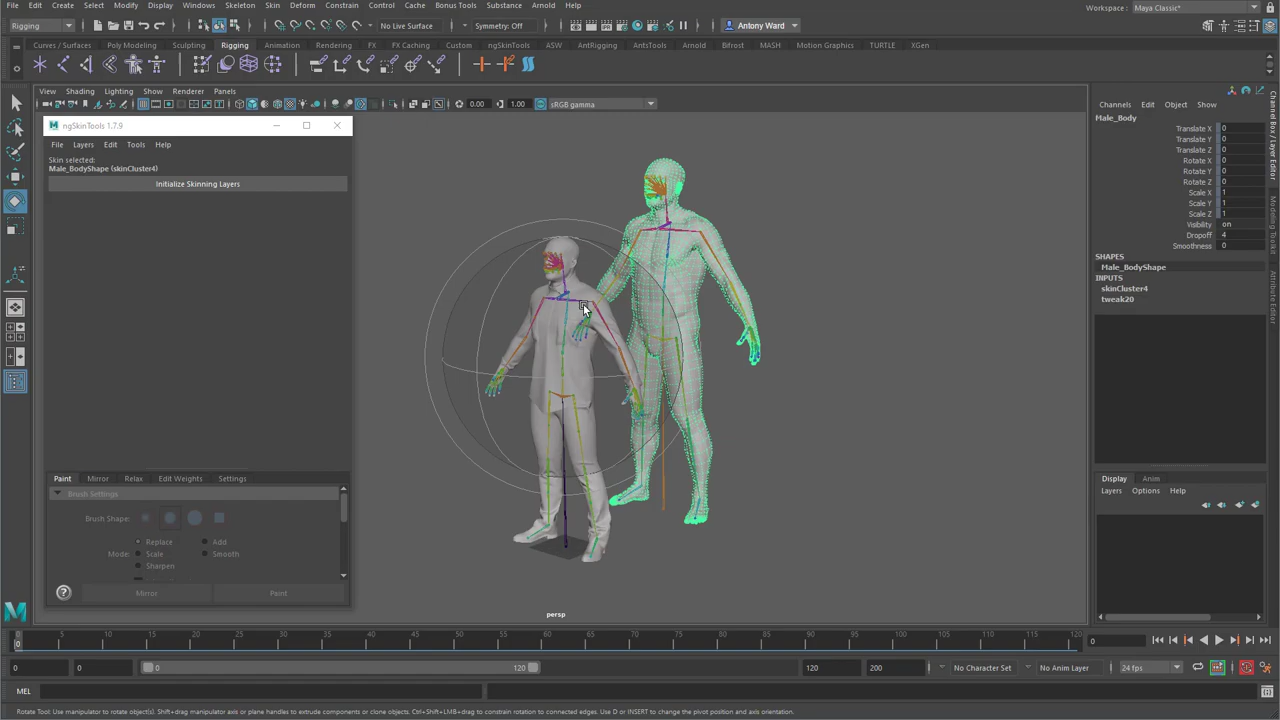 File Edit Create Select Modify Display Windows Skeleton Skin Deform Constrain Control Cache Bonus Tools Substance Arnold Help Workspace : Maya Classic*
Rigging No Live Surface Symmetry: Off Antony Ward
Curves / Surfaces Poly Modeling Sculpting Rigging Animation Rendering FX FX Caching Custom ngSkinTools ASW AntRigging AntsTools Arnold Bifrost MASH Motion Graphics TURTLE XGen
View Shading Lighting Show Renderer Panels
0.00 1.00 sRGB gamma
ngSkinTools 1.7.9
File Layers Edit Tools Help
Skin selected:
Male_BodyShape (skinCluster4)
Initialize Skinning Layers
Paint Mirror Relax Edit Weights Settings
Brush Settings
Brush Shape:
Replace Add
Mode: Scale Smooth
Sharpen
? Mirror Paint
persp
Channels Edit Object Show
Male_Body
Translate X 0
Translate Y 0
Translate Z 0
Rotate X 0
Rotate Y 0
Rotate Z 0
Scale X 1
Scale Y 1
Scale Z 1
Visibility on
Dropoff 4
Smoothness 0
SHAPES
Male_BodyShape
INPUTS
skinCluster4
tweak20
Display Anim
Layers Options Help
Channel Box / Layer Editor
Modeling Toolkit
Attribute Editor
0 5 10 15 20 25 30 35 40 45 50 55 60 65 70 75 80 85 90 95 100 105 110 115 120
0 0
0 0 0 120 120 200 No Character Set No Anim Layer 24 fps
MEL
Rotate Tool: Use manipulator to rotate object(s). Shift+drag manipulator axis or plane handles to extrude components or clone objects. Ctrl+Shift+LMB+drag to constrain rotation to connected edges. Use D or INSERT to change the pivot position and axis orientation.